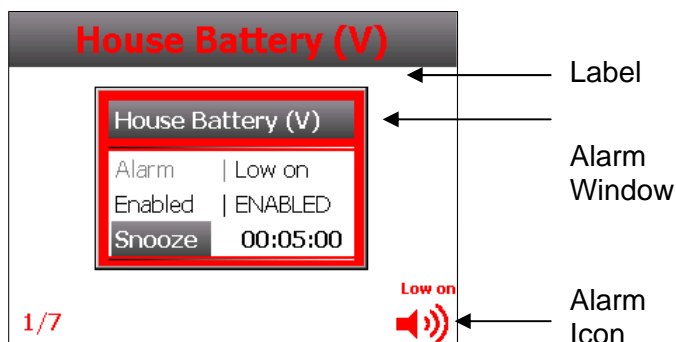 House Battery (V)
Label
House Battery (V)
Alarm
Window
Alarm | Low on
Enabled | ENABLED
Snooze 00:05:00
Low on
1/7
Alarm
Icon